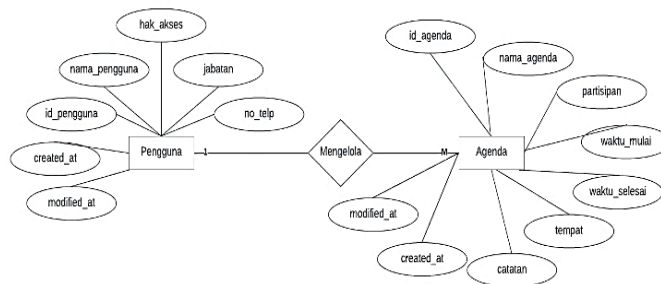 hak_akses
id_agenda
nama_agenda
nama_pengguna
jabatan
partisipan
id_pengguna
no_telp
waktu_mulai
created_at
Pengguna
1
Mengelola
M
Agenda
waktu_selesai
modified_at
modified_at
tempat
created_at
catatan